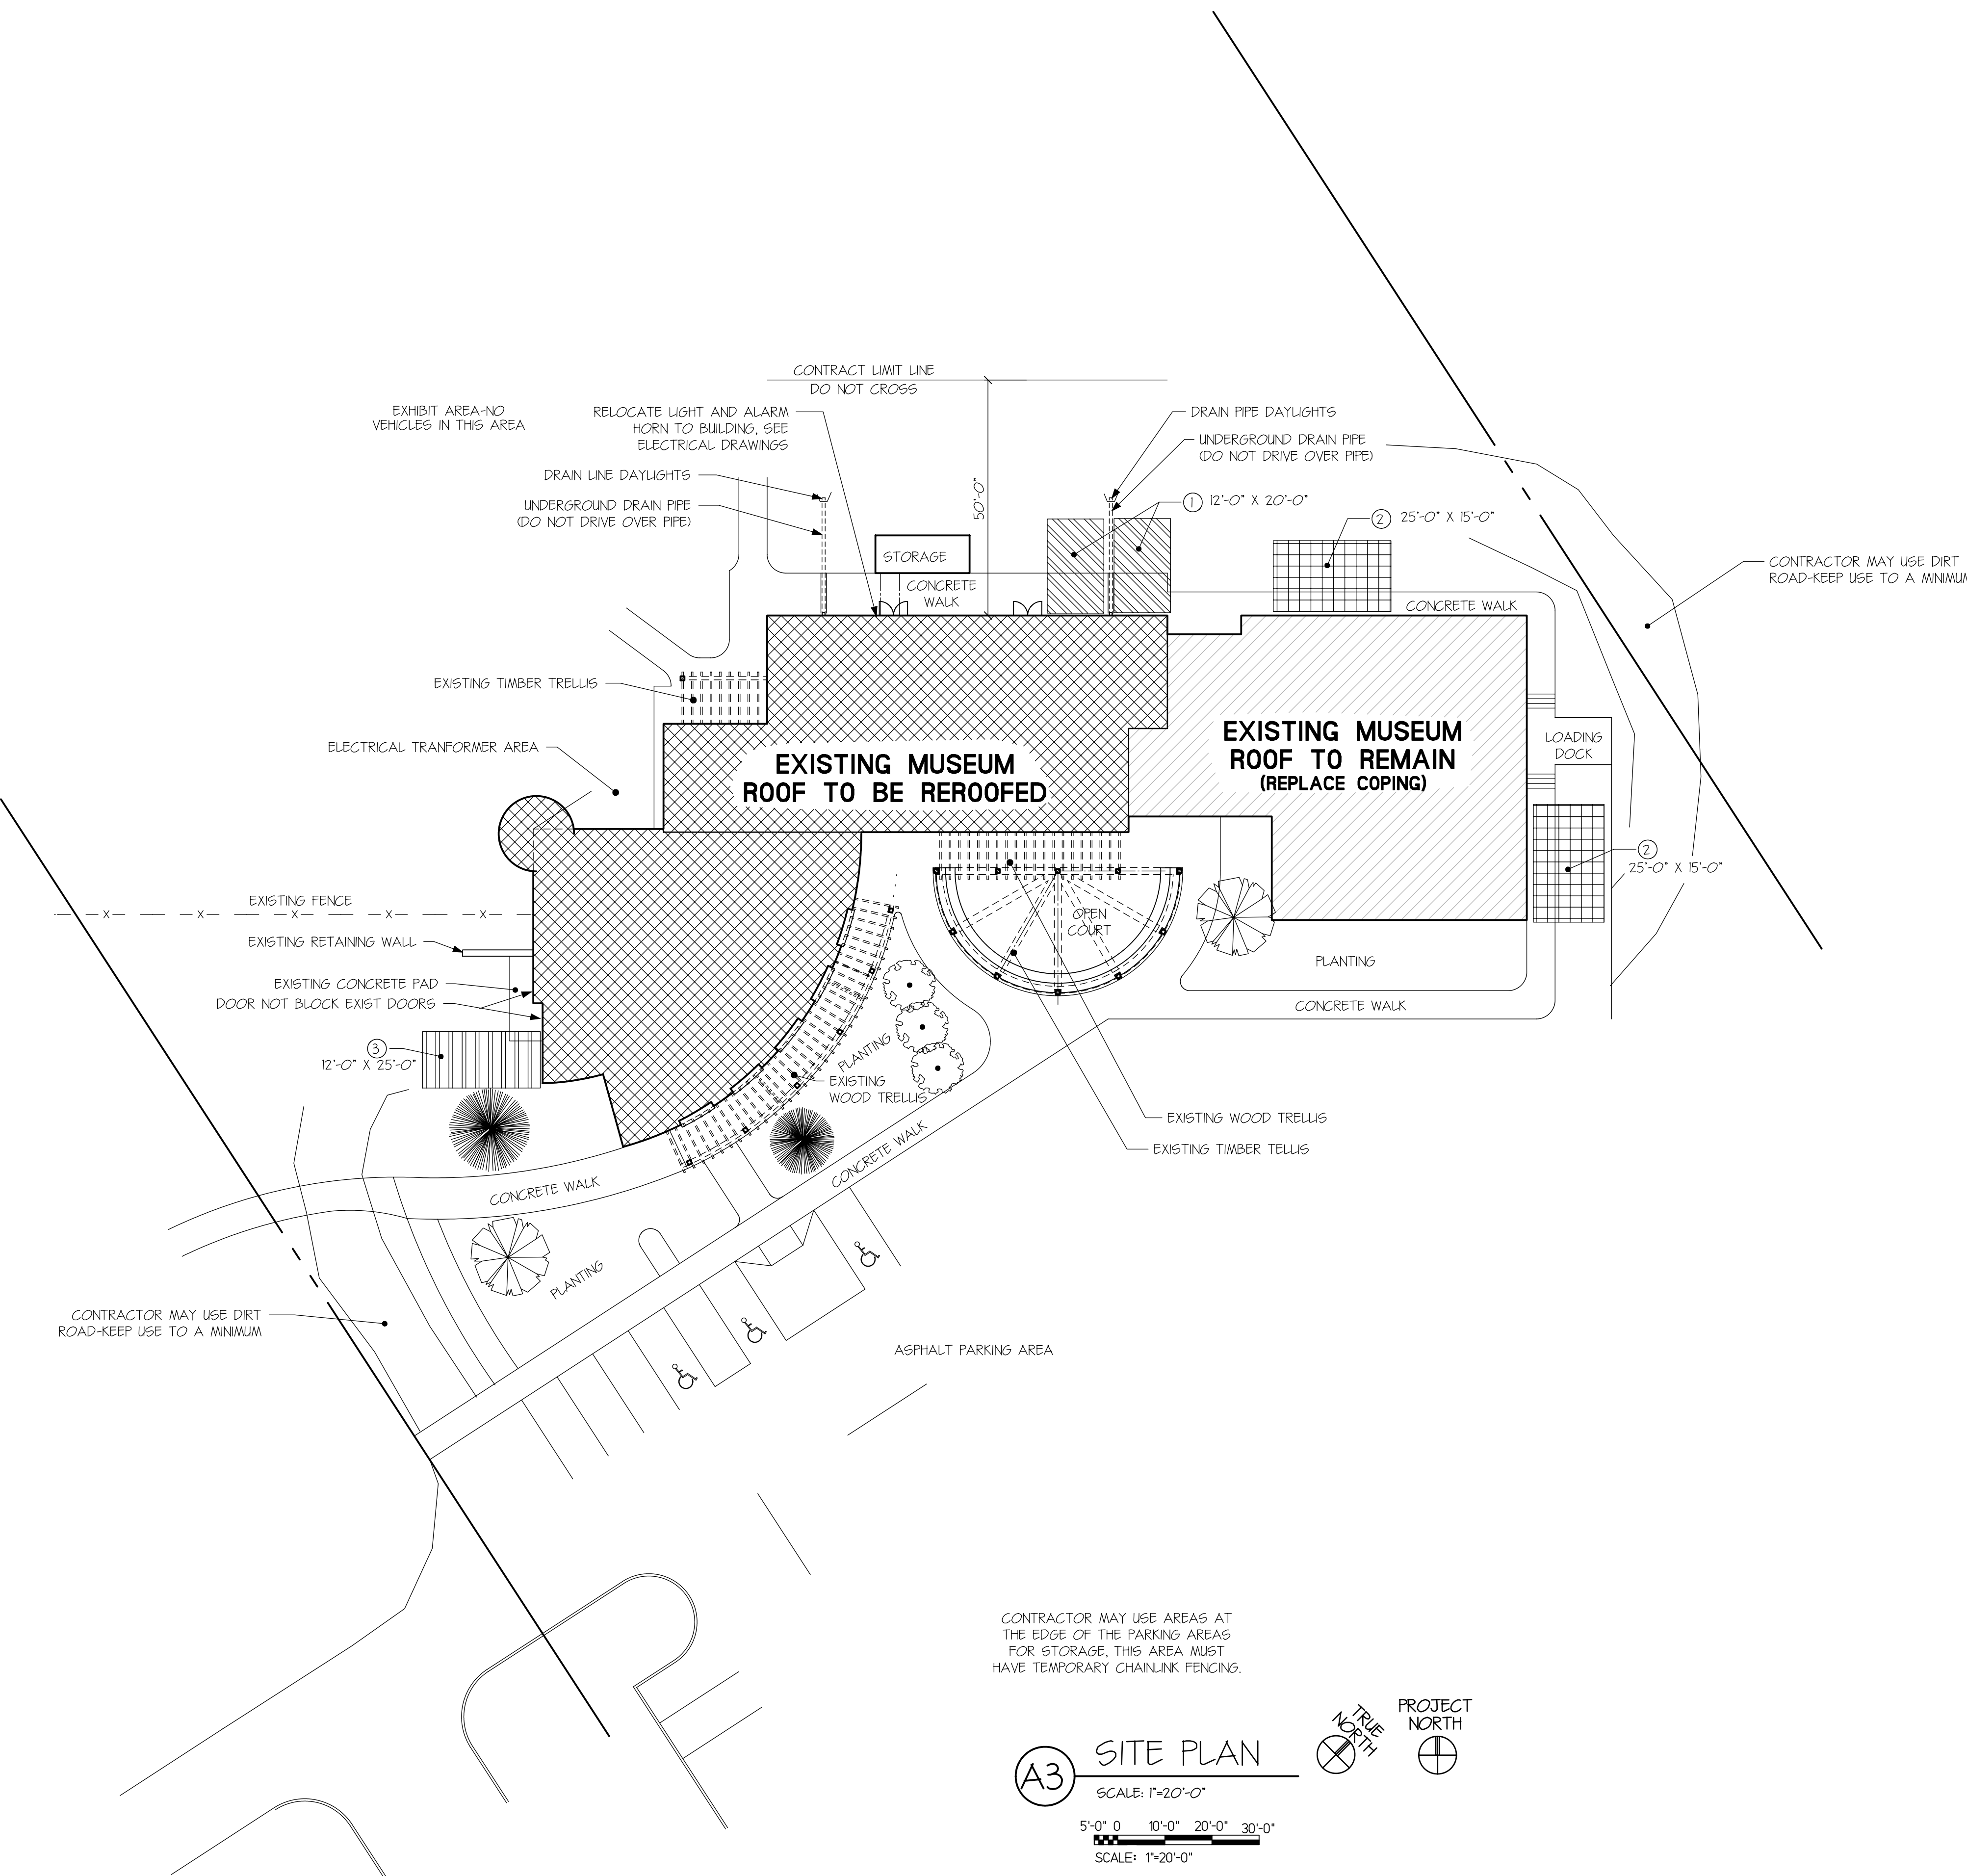 CONTRACT LIMIT LINE
DO NOT CROSS
EXHIBIT AREA-NO
VEHICLES IN THIS AREA
RELOCATE LIGHT AND ALARM
HORN TO BUILDING, SEE
ELECTRICAL DRAWINGS
DRAIN PIPE DAYLIGHTS
UNDERGROUND DRAIN PIPE
(DO NOT DRIVE OVER PIPE)
DRAIN LINE DAYLIGHTS
UNDERGROUND DRAIN PIPE
(DO NOT DRIVE OVER PIPE)
50'-0"
1 12'-0" X 20'-0"
2 25'-0" X 15'-0"
STORAGE
CONCRETE
WALK
CONCRETE WALK
CONTRACTOR MAY USE DIRT
ROAD-KEEP USE TO A MINIMUM
EXISTING TIMBER TRELLIS
ELECTRICAL TRANFORMER AREA
EXISTING MUSEUM
ROOF TO BE REROOFED
EXISTING MUSEUM
ROOF TO REMAIN
(REPLACE COPING)
LOADING
DOCK
2
25'-0" X 15'-0"
EXISTING FENCE
X X X X X
EXISTING RETAINING WALL
EXISTING CONCRETE PAD
DOOR NOT BLOCK EXIST DOORS
3
12'-0" X 25'-0"
OPEN
COURT
PLANTING
CONCRETE WALK
PLANTING
EXISTING
WOOD TRELLIS
EXISTING WOOD TRELLIS
EXISTING TIMBER TELLIS
CONCRETE WALK
CONCRETE WALK
PLANTING
CONTRACTOR MAY USE DIRT
ROAD-KEEP USE TO A MINIMUM
ASPHALT PARKING AREA
CONTRACTOR MAY USE AREAS AT
THE EDGE OF THE PARKING AREAS
FOR STORAGE, THIS AREA MUST
HAVE TEMPORARY CHAINLINK FENCING.
A3
SITE PLAN
SCALE: 1"=20'-0"
TRUE
NORTH
PROJECT
NORTH
5'-0" 0 10'-0" 20'-0" 30'-0"
SCALE: 1"=20'-0"